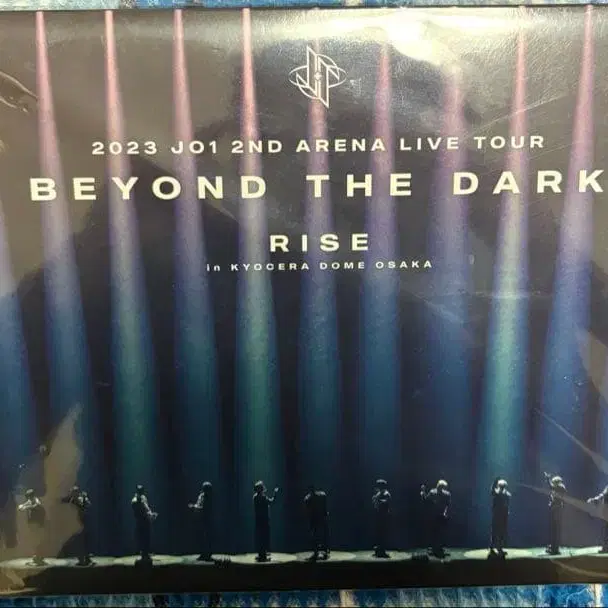 2023 JO1 2ND ARENA LIVE TOUR
BEYOND THE DARK
RISE
in KYOCERA DOME OSAKA